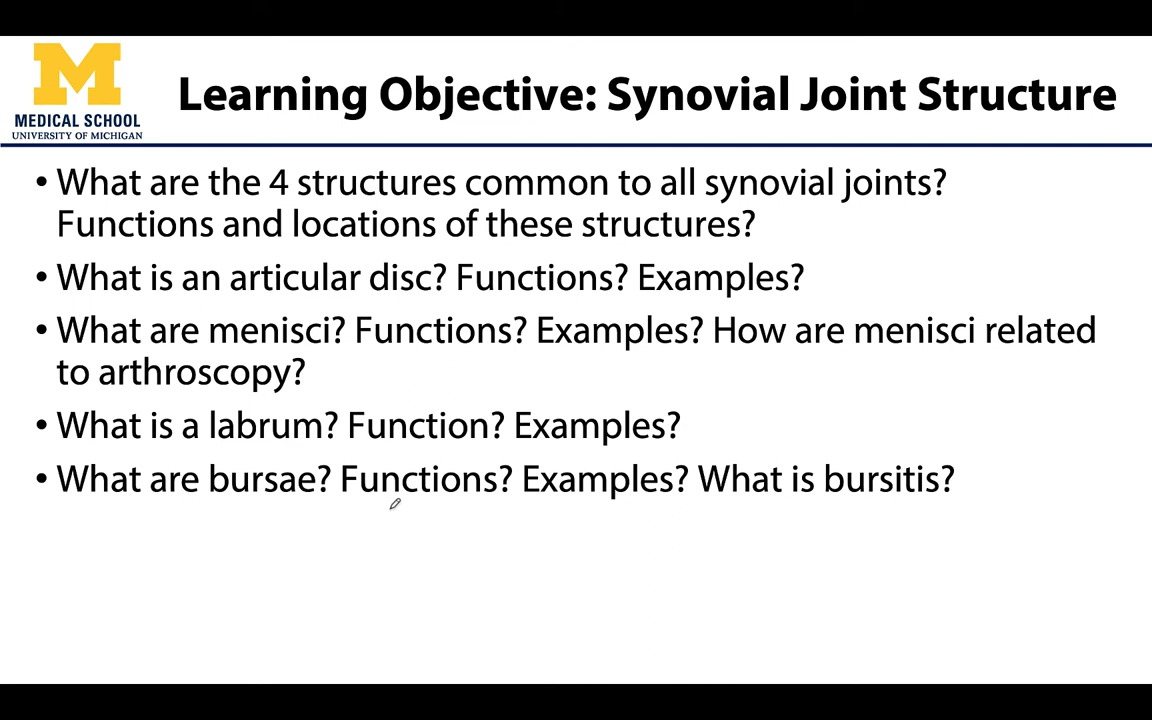 M
MEDICAL SCHOOL
UNIVERSITY OF MICHIGAN
Learning Objective: Synovial Joint Structure
• What are the 4 structures common to all synovial joints?
Functions and locations of these structures?
• What is an articular disc? Functions? Examples?
• What are menisci? Functions? Examples? How are menisci related
to arthroscopy?
• What is a labrum? Function? Examples?
• What are bursae? Functions? Examples? What is bursitis?